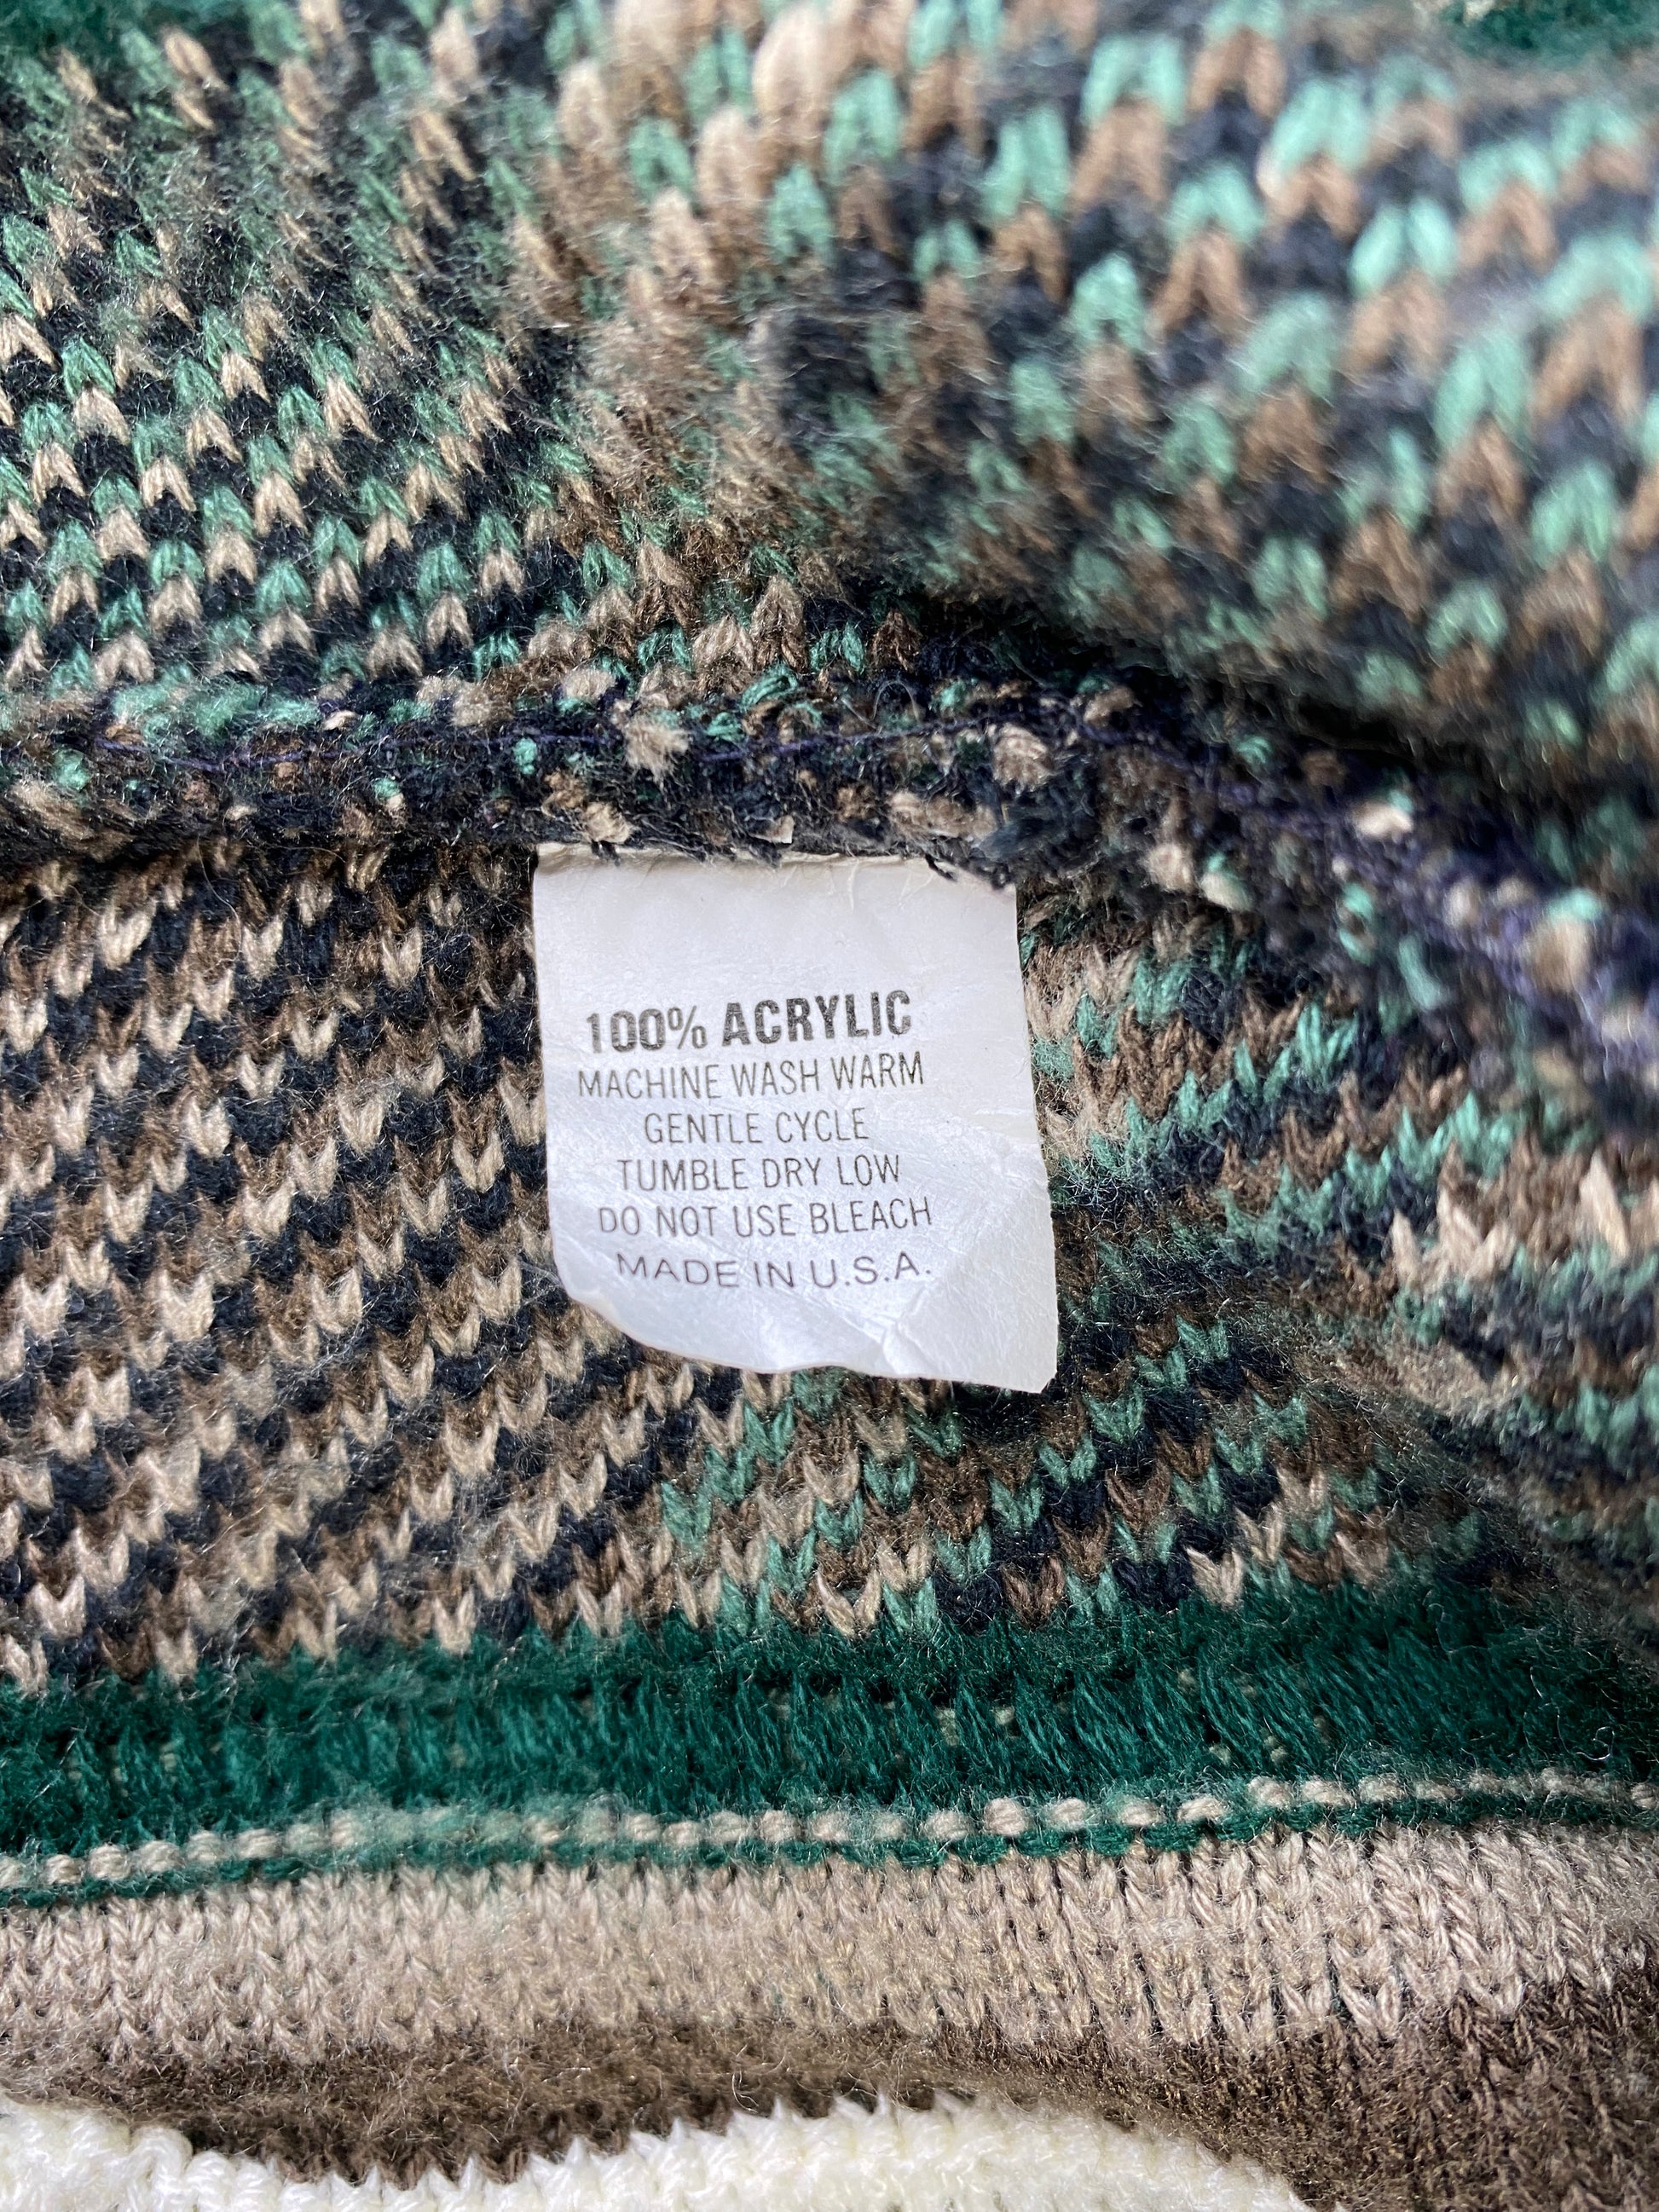 100% ACRYLIC
MACHINE WASH WARM
GENTLE CYCLE
TUMBLE DRY LOW
DO NOT USE BLEACH
MADE IN U.S.A.